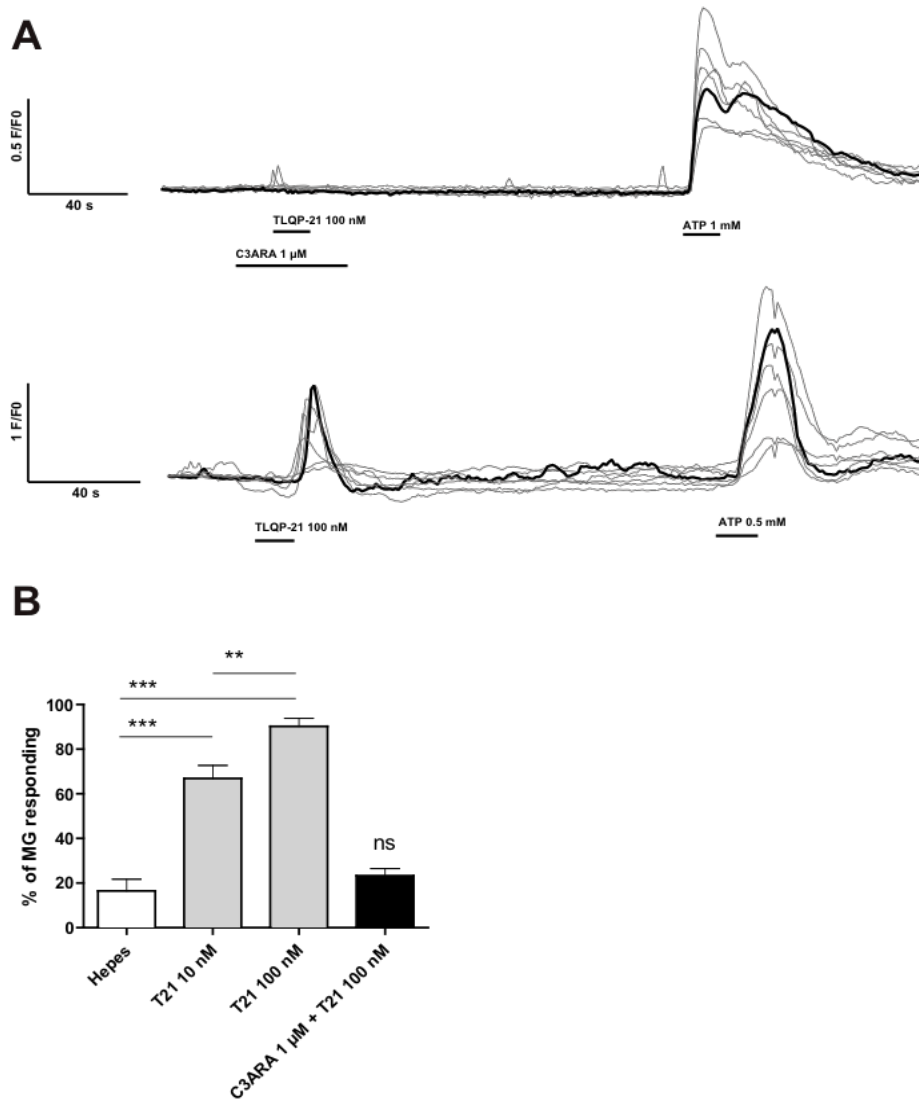 A
0.5 F/F0
40 s
TLQP-21 100 nM
ATP 1 mM
C3ARA 1 µM
1 F/F0
40 s
TLQP-21 100 nM
ATP 0.5 mM
B
**
***
***
100
80
60
40
20
0
% of MG responding
ns
Hepes
T21 10 nM
T21 100 nM
C3ARA 1 µM + T21 100 nM